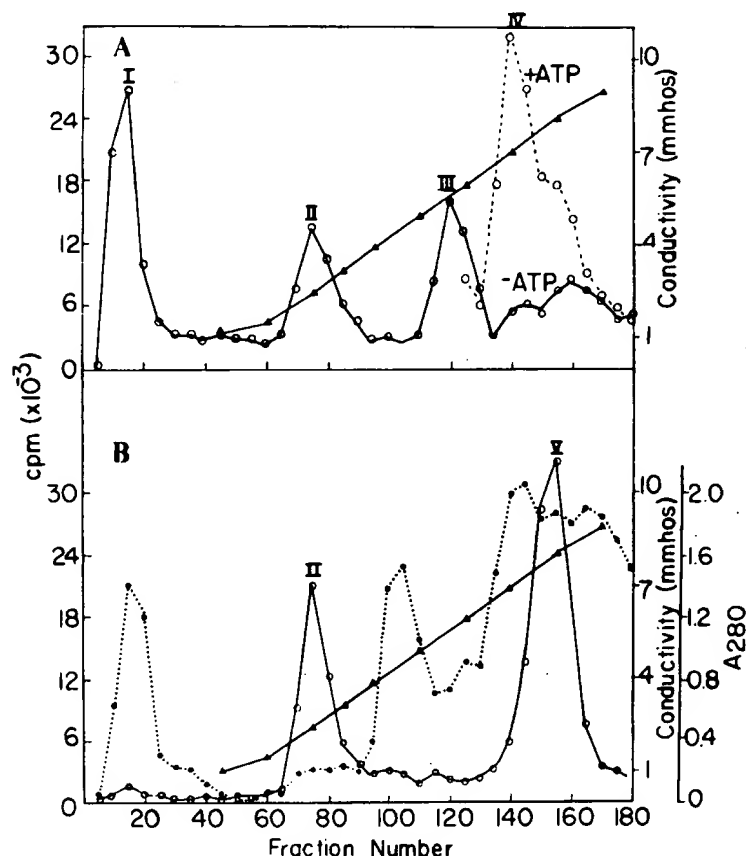 A
I
II
III
IV
+ATP
-ATP
30
24
18
12
6
0
10
7
4
1
Conductivity (mmhos)
cpm (x10⁻³)
B
II
V
30
24
18
12
6
0
10
7
4
1
Conductivity (mmhos)
2.0
1.6
1.2
0.8
0.4
0
A280
0 20 40 60 80 100 120 140 160 180
Fraction Number